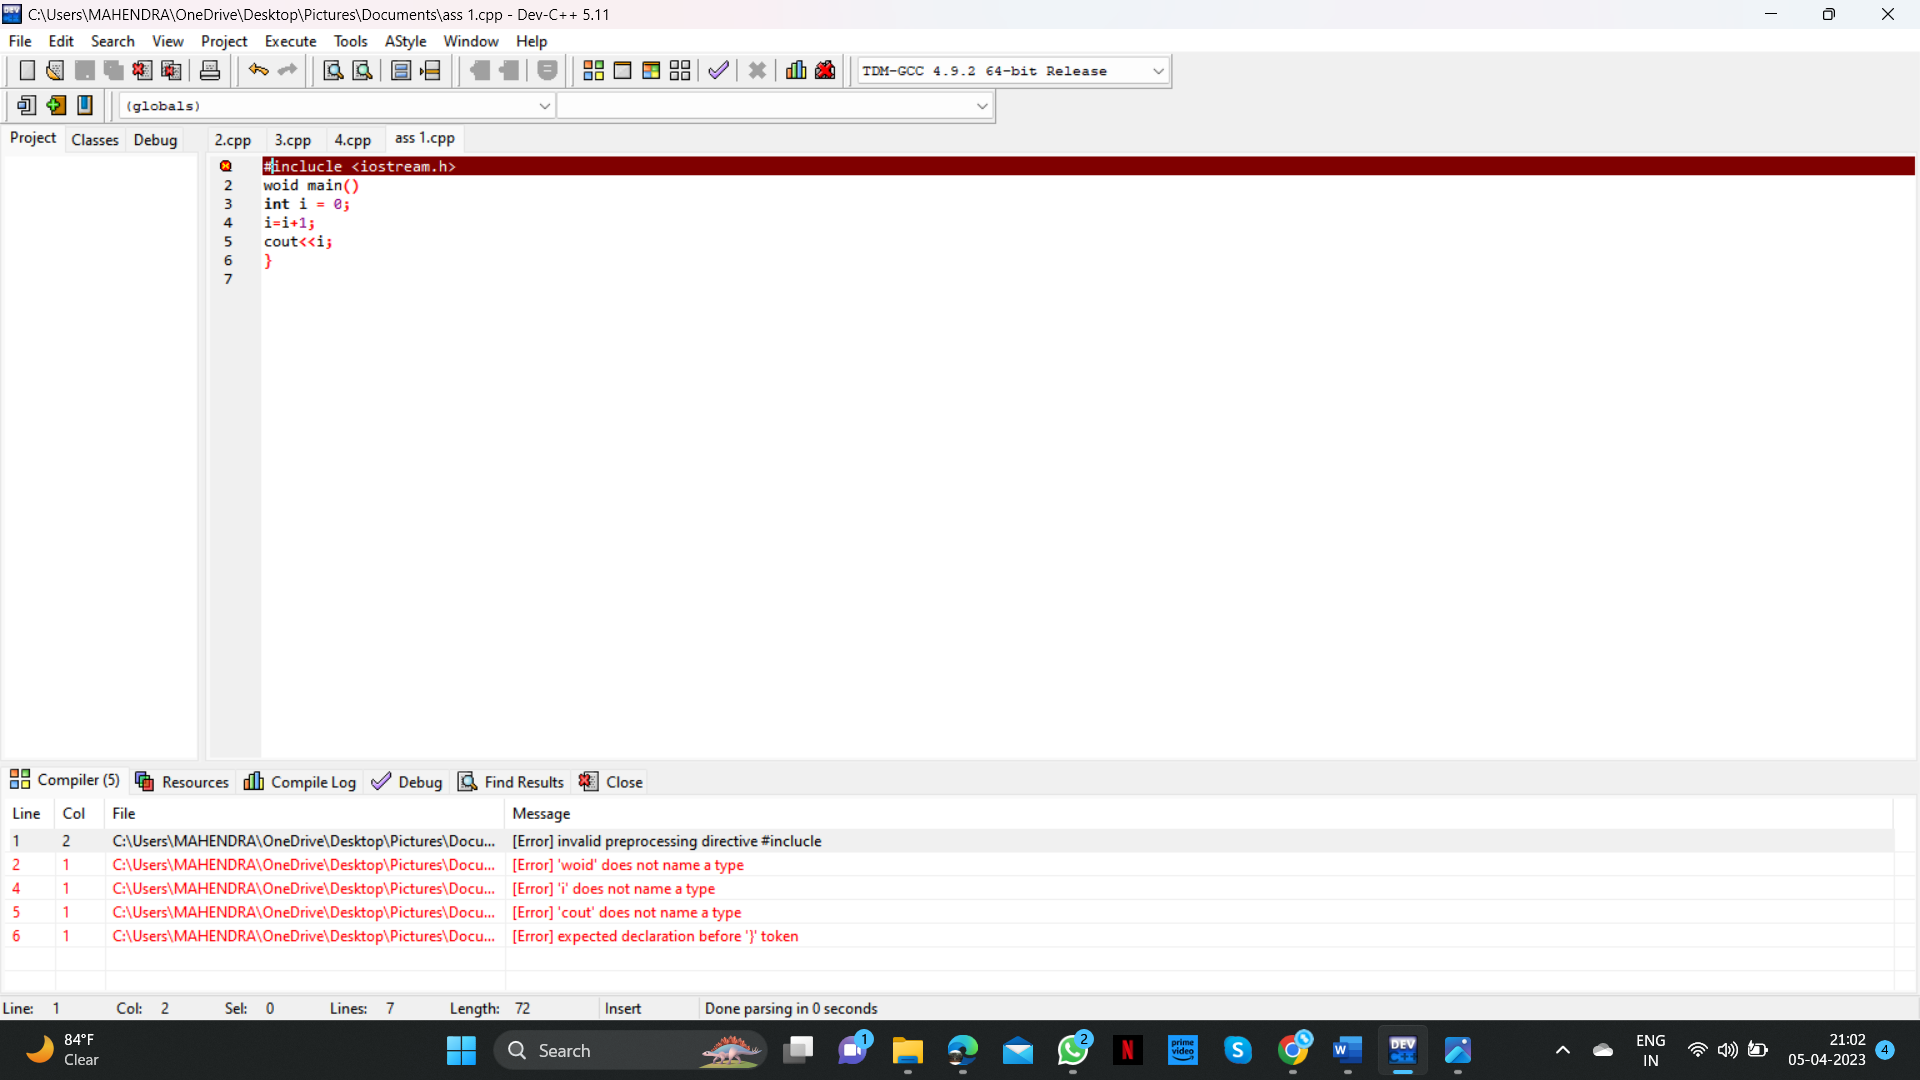 C:\Users\MAHENDRA\OneDrive\Desktop\Pictures\Documents\ass 1.cpp - Dev-C++ 5.11
File Edit Search View Project Execute Tools AStyle Window Help
TDM-GCC 4.9.2 64-bit Release
(globals)
Project Classes Debug 2.cpp 3.cpp 4.cpp ass 1.cpp
#inclucle <iostream.h>
2 woid main()
3 int i = 0;
4 i=i+1;
5 cout<<i;
6 }
7
Compiler (5) Resources Compile Log Debug Find Results Close
Line Col File Message
1 2 C:\Users\MAHENDRA\OneDrive\Desktop\Pictures\Docu... [Error] invalid preprocessing directive #inclucle
2 1 C:\Users\MAHENDRA\OneDrive\Desktop\Pictures\Docu... [Error] 'woid' does not name a type
4 1 C:\Users\MAHENDRA\OneDrive\Desktop\Pictures\Docu... [Error] 'i' does not name a type
5 1 C:\Users\MAHENDRA\OneDrive\Desktop\Pictures\Docu... [Error] 'cout' does not name a type
6 1 C:\Users\MAHENDRA\OneDrive\Desktop\Pictures\Docu... [Error] expected declaration before '}' token
Line: 1 Col: 2 Sel: 0 Lines: 7 Length: 72 Insert Done parsing in 0 seconds
84°F
Clear
Search
1
2
N
prime video
S
W
DEV C++
ENG
IN
21:02
05-04-2023
4